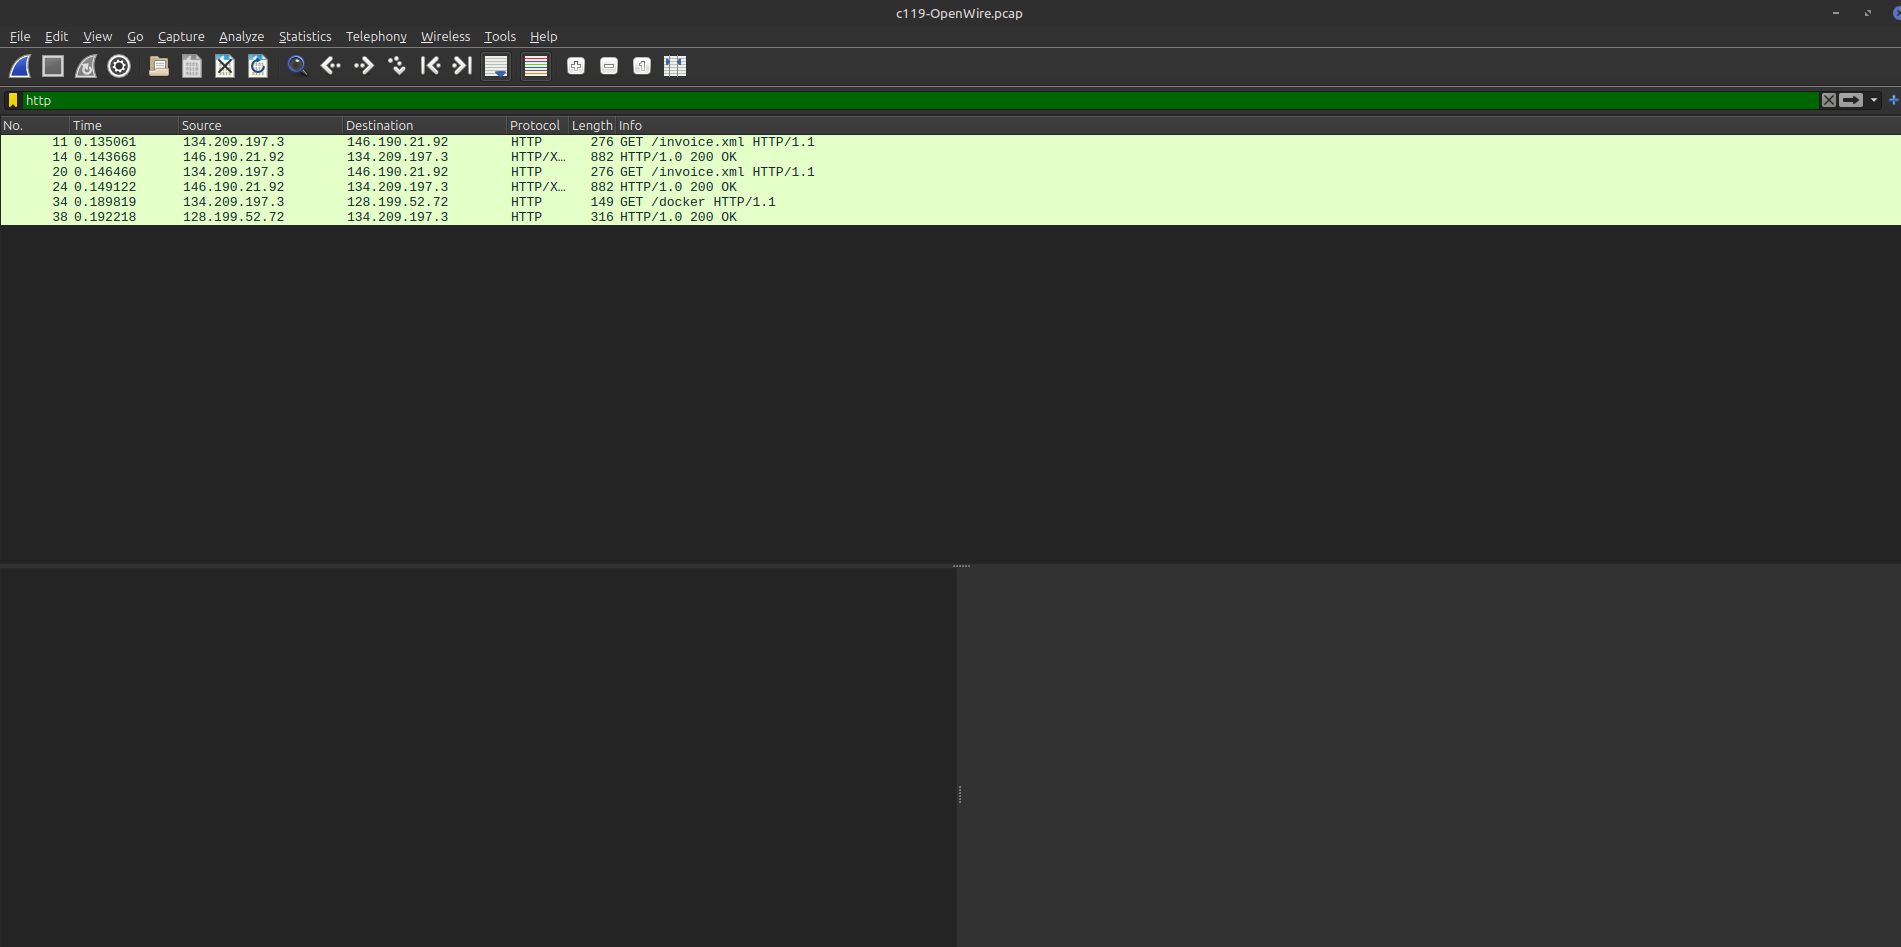 c119-OpenWire.pcap
File Edit View Go Capture Analyze Statistics Telephony Wireless Tools Help
http
No. Time Source Destination Protocol Length Info
11 0.135061 134.209.197.3 146.190.21.92 HTTP 276 GET /invoice.xml HTTP/1.1
14 0.143668 146.190.21.92 134.209.197.3 HTTP/X… 882 HTTP/1.0 200 OK
20 0.146460 134.209.197.3 146.190.21.92 HTTP 276 GET /invoice.xml HTTP/1.1
24 0.149122 146.190.21.92 134.209.197.3 HTTP/X… 882 HTTP/1.0 200 OK
34 0.189819 134.209.197.3 128.199.52.72 HTTP 149 GET /docker HTTP/1.1
38 0.192218 128.199.52.72 134.209.197.3 HTTP 316 HTTP/1.0 200 OK